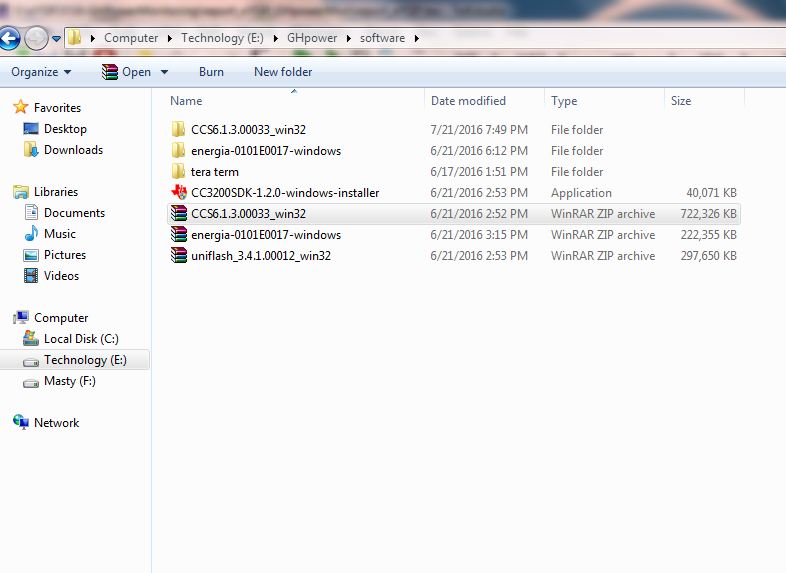 Computer Technology (E:) GHpower software
Organize Open Burn New folder
Name Date modified Type Size
Favorites
Desktop
Downloads
Libraries
Documents
Music
Pictures
Videos
Computer
Local Disk (C:)
Technology (E:)
Masty (F:)
Network
CCS6.1.3.00033_win32 7/21/2016 7:49 PM File folder
energia-0101E0017-windows 6/21/2016 6:12 PM File folder
tera term 6/17/2016 1:51 PM File folder
CC3200SDK-1.2.0-windows-installer 6/21/2016 2:53 PM Application 40,071 KB
CCS6.1.3.00033_win32 6/21/2016 2:52 PM WinRAR ZIP archive 722,326 KB
energia-0101E0017-windows 6/21/2016 3:15 PM WinRAR ZIP archive 222,355 KB
uniflash_3.4.1.00012_win32 6/21/2016 2:53 PM WinRAR ZIP archive 297,650 KB